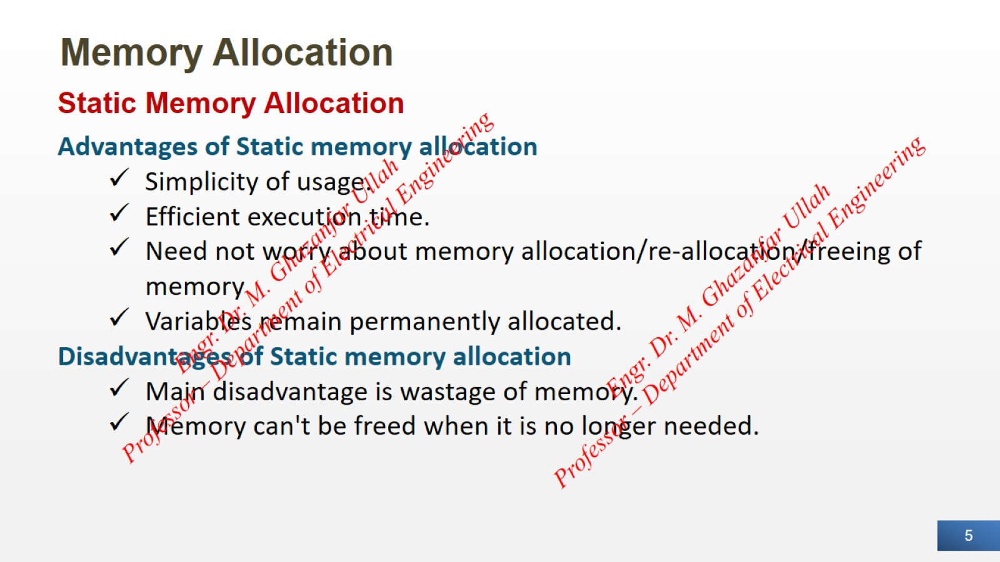 Memory Allocation
Static Memory Allocation
Advantages of Static memory allocation
✓ Simplicity of usage.
✓ Efficient execution time.
✓ Need not worry about memory allocation/re-allocation/freeing of
memory.
✓ Variables remain permanently allocated.
Disadvantages of Static memory allocation
✓ Main disadvantage is wastage of memory.
✓ Memory can't be freed when it is no longer needed.
Engr. Dr. M. Ghazanfar Ullah
Professor – Department of Electrical Engineering
Engr. Dr. M. Ghazanfar Ullah
Professor – Department of Electrical Engineering
5